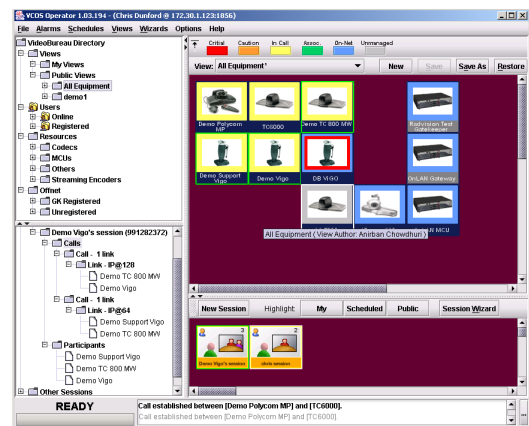 VCOS Operator 1.03.194 - (Chris Dunford @ 172.30.1.123:1856)
File Alarms Schedules Views Wizards Options Help
VideoBureau Directory
Views
My Views
Public Views
All Equipment
demo1
Users
Online
Registered
Resources
Codecs
MCUs
Others
Streaming Encoders
Offnet
GK Registered
Unregistered
Critical Caution In Call Assoc. On-Net Unmanaged
View: All Equipment* New Save Save As Restore
Demo Polycom MP
TC6000
Demo TC 800 MW
Radvision Test Gatekeeper
Demo Support Vigo
Demo Vigo
DB ViGO
OnLAN Gateway
MCU
All Equipment ( View Author: Anirban Chowdhuri )
Demo Vigo's session (991282372)
Calls
Call - 1 link
Link - IP@128
Demo TC 800 MW
Demo Vigo
Call - 1 link
Link - IP@64
Demo Support Vigo
Demo TC 800 MW
Participants
Demo Support Vigo
Demo TC 800 MW
Demo Vigo
Other Sessions
New Session Highlight: My Scheduled Public Session Wizard
3
2
Demo Vigo's session
session
READY
Call established between [Demo Polycom MP] and [TC6000].
Call established between [Demo Polycom MP] and [TC6000].
...